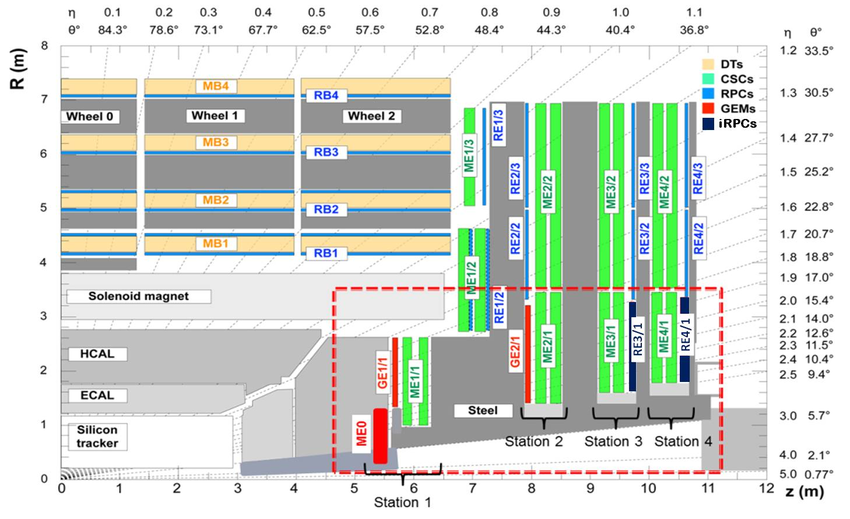 η 0.1 0.2 0.3 0.4 0.5 0.6 0.7 0.8 0.9 1.0 1.1 η θ°
θ° 84.3° 78.6° 73.1° 67.7° 62.5° 57.5° 52.8° 48.4° 44.3° 40.4° 36.8°
R (m)
8
7
6
5
4
3
2
1
0
1.2 33.5°
1.3 30.5°
1.4 27.7°
1.5 25.2°
1.6 22.8°
1.7 20.7°
1.8 18.8°
1.9 17.0°
2.0 15.4°
2.1 14.0°
2.2 12.6°
2.3 11.5°
2.4 10.4°
2.5 9.4°
3.0 5.7°
4.0 2.1°
5.0 0.77°
DTs
CSCs
RPCs
GEMs
iRPCs
MB4
RB4
Wheel 0
Wheel 1
Wheel 2
MB3
RB3
MB2
RB2
MB1
RB1
Solenoid magnet
HCAL
ECAL
Silicon
tracker
Steel
ME1/3
RE1/3
ME1/2
RE1/2
RE2/3
RE2/2
ME2/2
ME3/2
RE3/3
RE3/2
ME4/2
RE4/3
RE4/2
GE1/1
ME1/1
GE2/1
ME2/1
ME3/1
RE3/1
ME4/1
RE4/1
ME0
Station 1
Station 2
Station 3
Station 4
0 1 2 3 4 5 6 7 8 9 10 11 12
z (m)